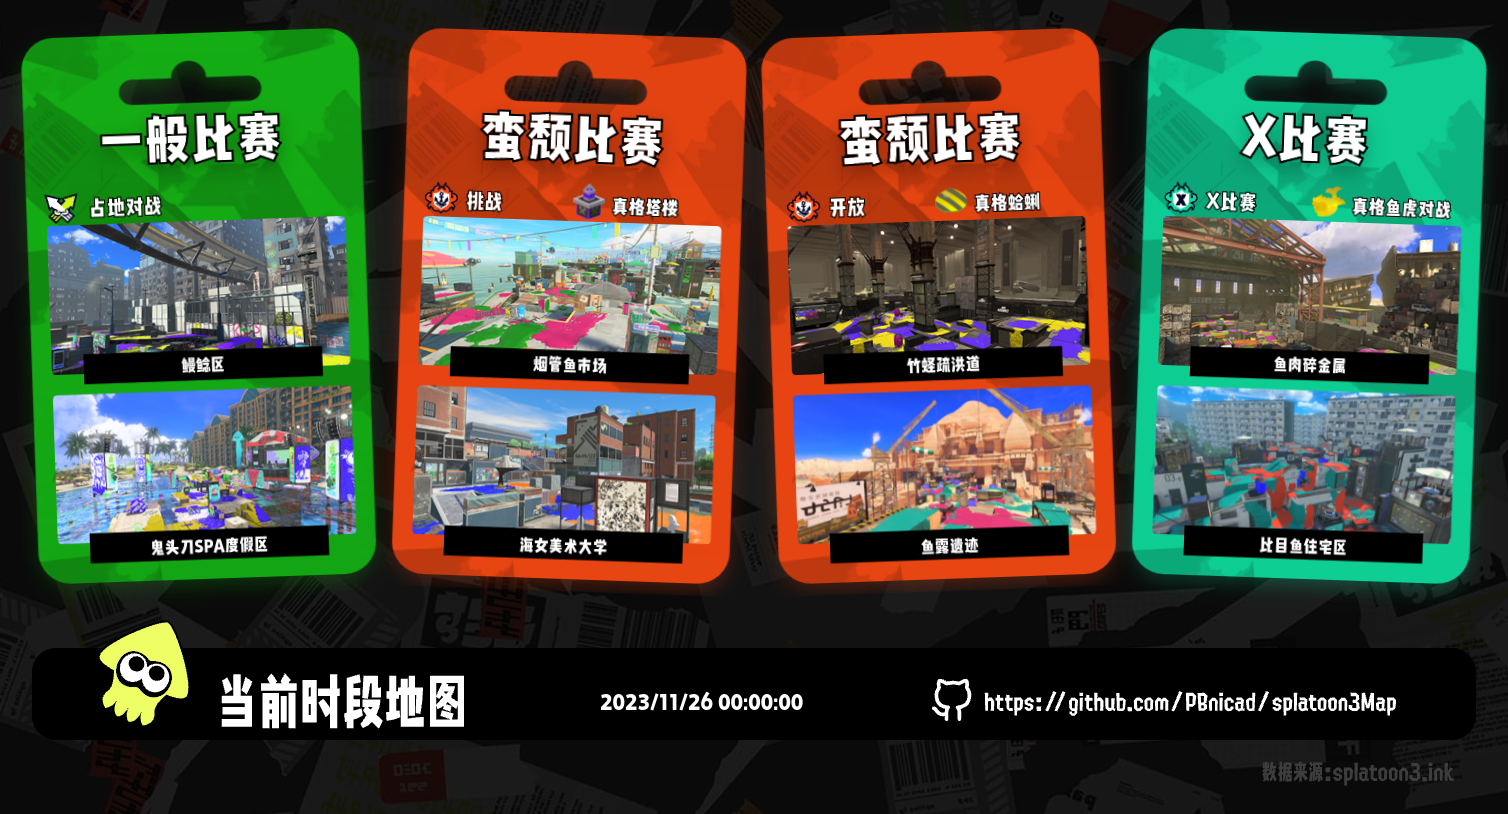 一般比赛
占地对战
鳗鲶区
鬼头刀SPA度假区
蛮颓比赛
挑战
真格塔楼
烟管鱼市场
海女美术大学
蛮颓比赛
开放
真格蛤蜊
竹蛏疏洪道
鱼露遗迹
X比赛
X比赛
真格鱼虎对战
鱼肉碎金属
比目鱼住宅区
当前时段地图
2023/11/26 00:00:00
https://github.com/PBnicad/splatoon3Map
数据来源:splatoon3.ink